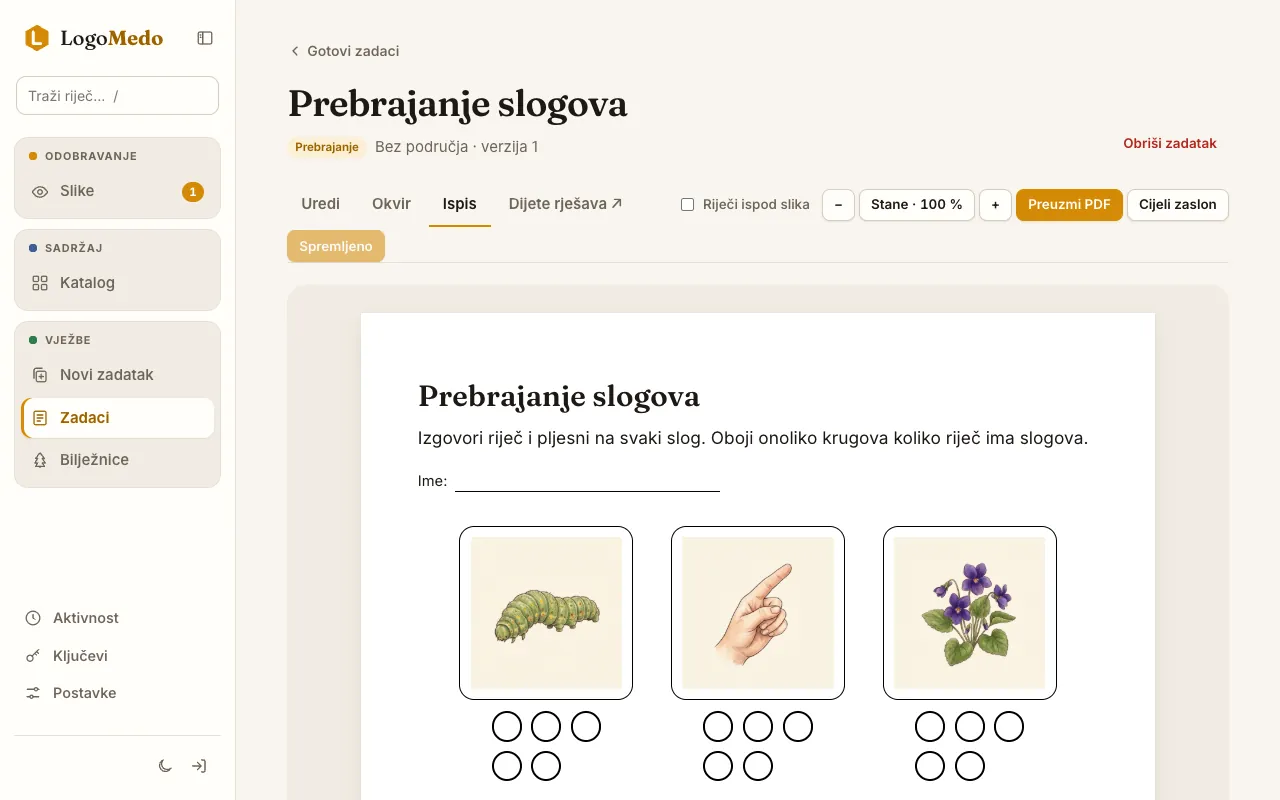 LogoMedo
Traži riječ... /
ODOBRAVANJE
Slike 1
SADRŽAJ
Katalog
VJEŽBE
Novi zadatak
Zadaci
Bilježnice
Aktivnost
Ključevi
Postavke
Gotovi zadaci
Prebrajanje slogova
Prebrajanje Bez područja · verzija 1
Obriši zadatak
Uredi Okvir Ispis Dijete rješava ↗ Riječi ispod slika – Stane · 100 % + Preuzmi PDF Cijeli zaslon
Spremljeno
Prebrajanje slogova
Izgovori riječ i pljesni na svaki slog. Oboji onoliko krugova koliko riječ ima slogova.
Ime: